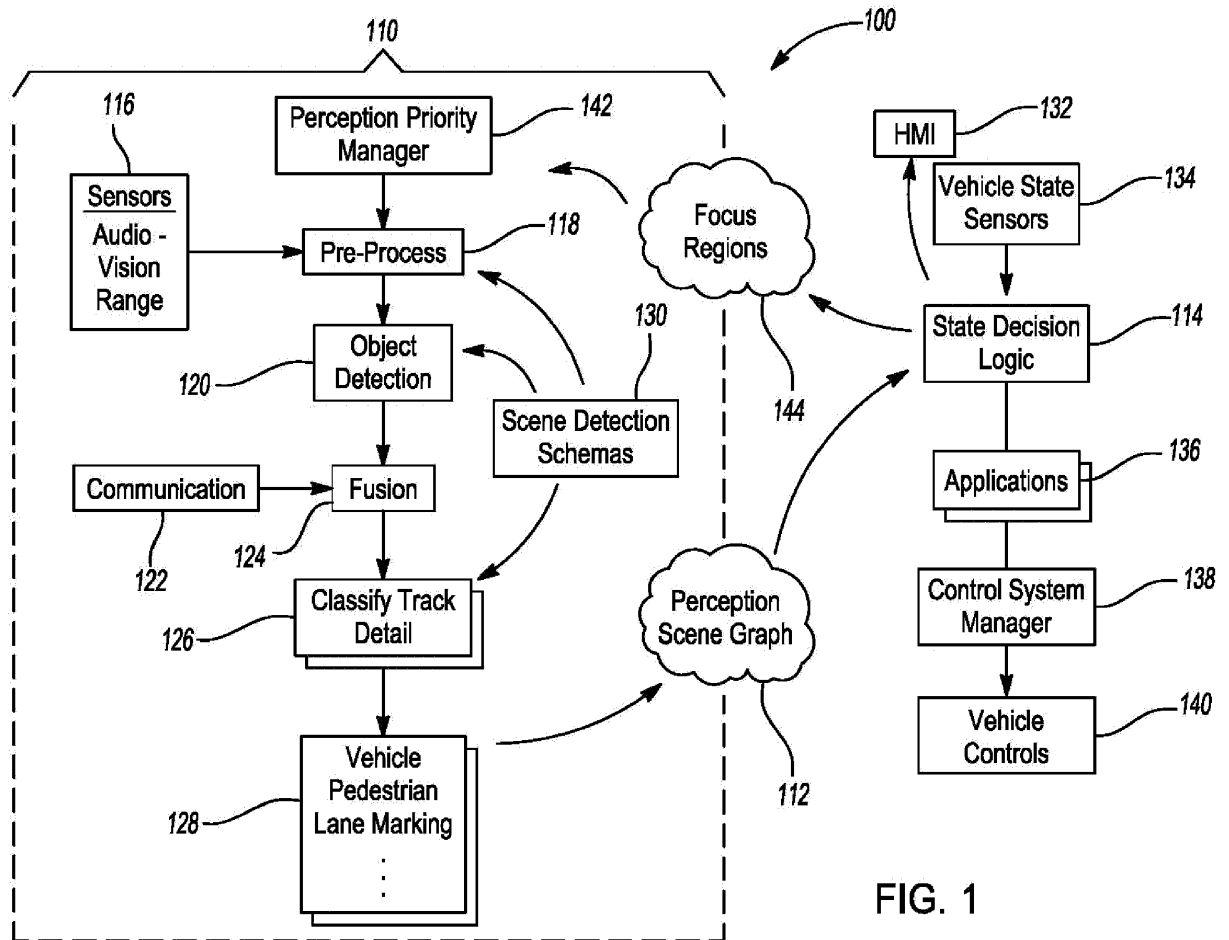 110
100
116
Perception Priority
Manager
142
Sensors
Audio -
Vision
Range
Pre-Process
118
Focus
Regions
144
HMI
132
Vehicle State
Sensors
134
Object
Detection
120
130
Scene Detection
Schemas
State Decision
Logic
114
Communication
122
Fusion
124
Applications
136
Classify Track
Detail
126
Perception
Scene Graph
112
Control System
Manager
138
Vehicle
Pedestrian
Lane Marking
.
.
.
128
Vehicle
Controls
140
FIG. 1